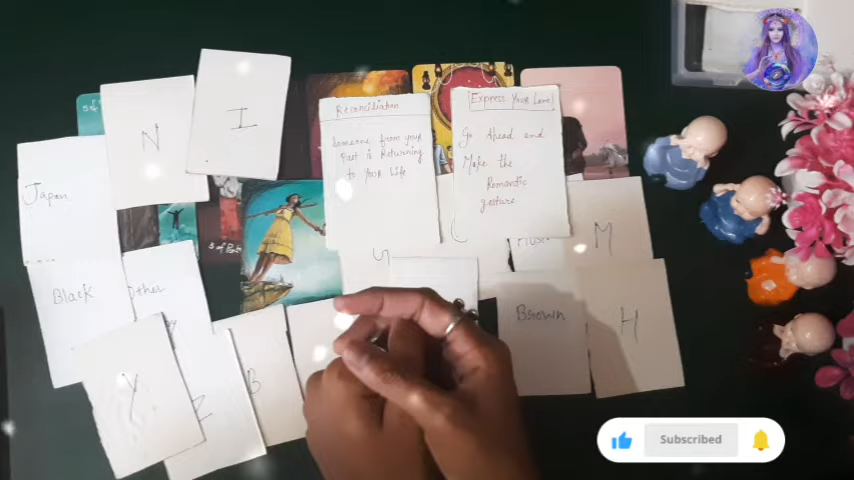 N
I
Reconciliation
Someone from your
Past is Returning
to Your Life
Express Your Love
Go Ahead and
Make the
Romantic
gesture
Japan
M
Black
Other
Brown
H
Y
Z
B
Subscribed